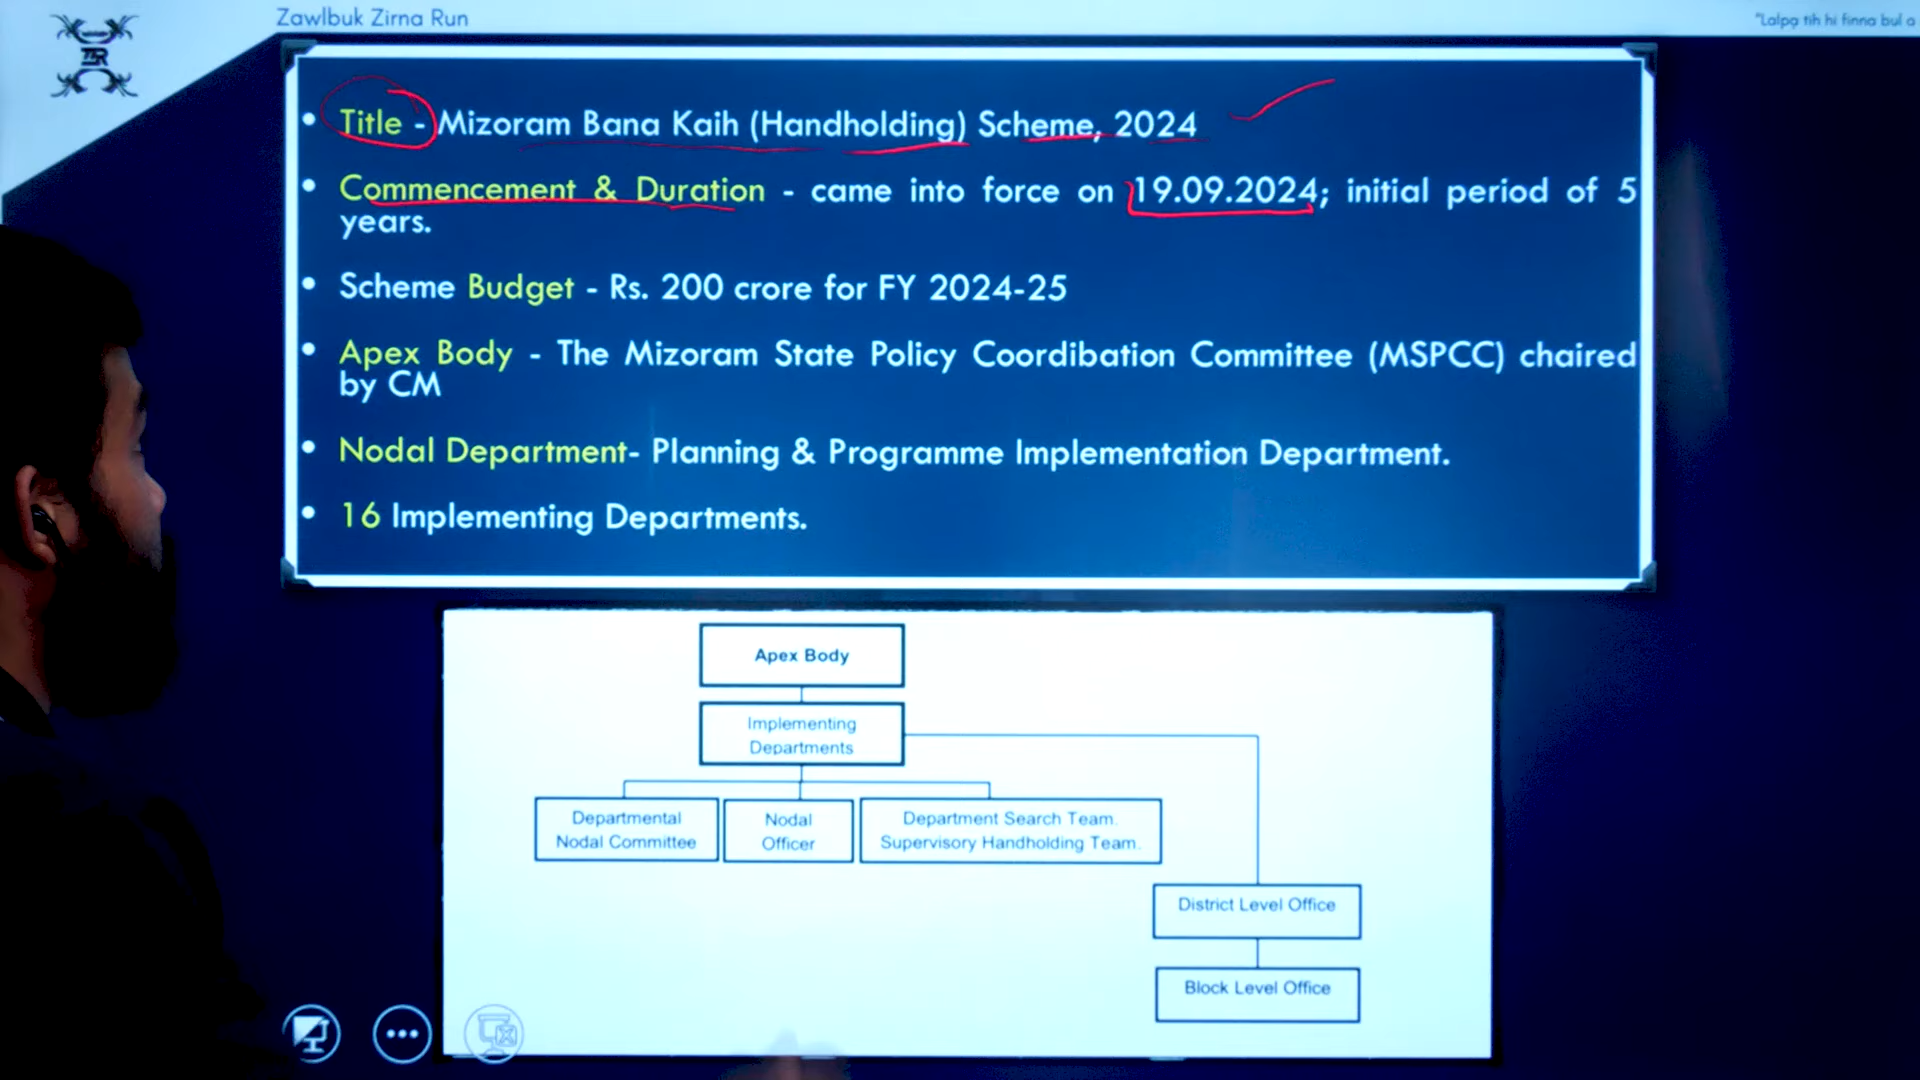 Zawlbuk Zirna Run
"Lalpa tih hi finna bul a
• Title - Mizoram Bana Kaih (Handholding) Scheme, 2024
• Commencement & Duration - came into force on 19.09.2024; initial period of 5
years.
• Scheme Budget - Rs. 200 crore for FY 2024-25
• Apex Body - The Mizoram State Policy Coordibation Committee (MSPCC) chaired
by CM
• Nodal Department- Planning & Programme Implementation Department.
• 16 Implementing Departments.
Apex Body
Implementing
Departments
Departmental
Nodal Committee
Nodal
Officer
Department Search Team.
Supervisory Handholding Team.
District Level Office
Block Level Office